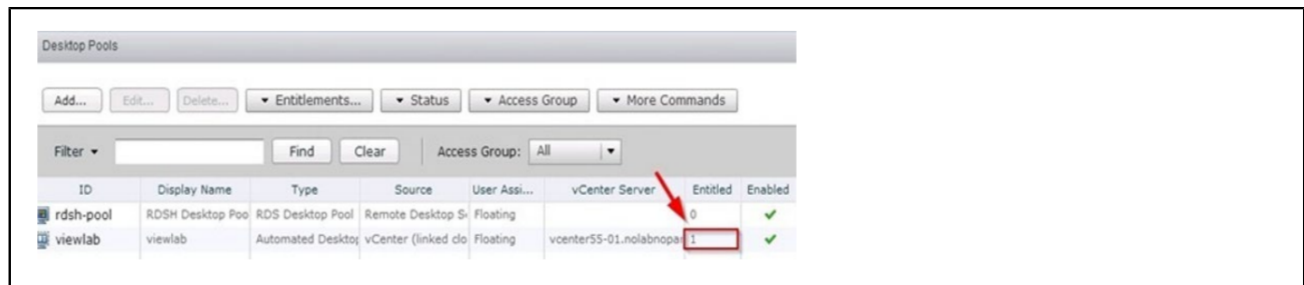 Desktop Pools
Add... Edit... Delete... Entitlements... Status Access Group More Commands
Filter Find Clear Access Group: All
ID Display Name Type Source User Assi... vCenter Server Entitled Enabled
rdsh-pool RDSH Desktop Poo RDS Desktop Pool Remote Desktop S Floating 0
viewlab viewlab Automated Desktop vCenter (linked clo Floating vcenter55-01.nolabnopar 1